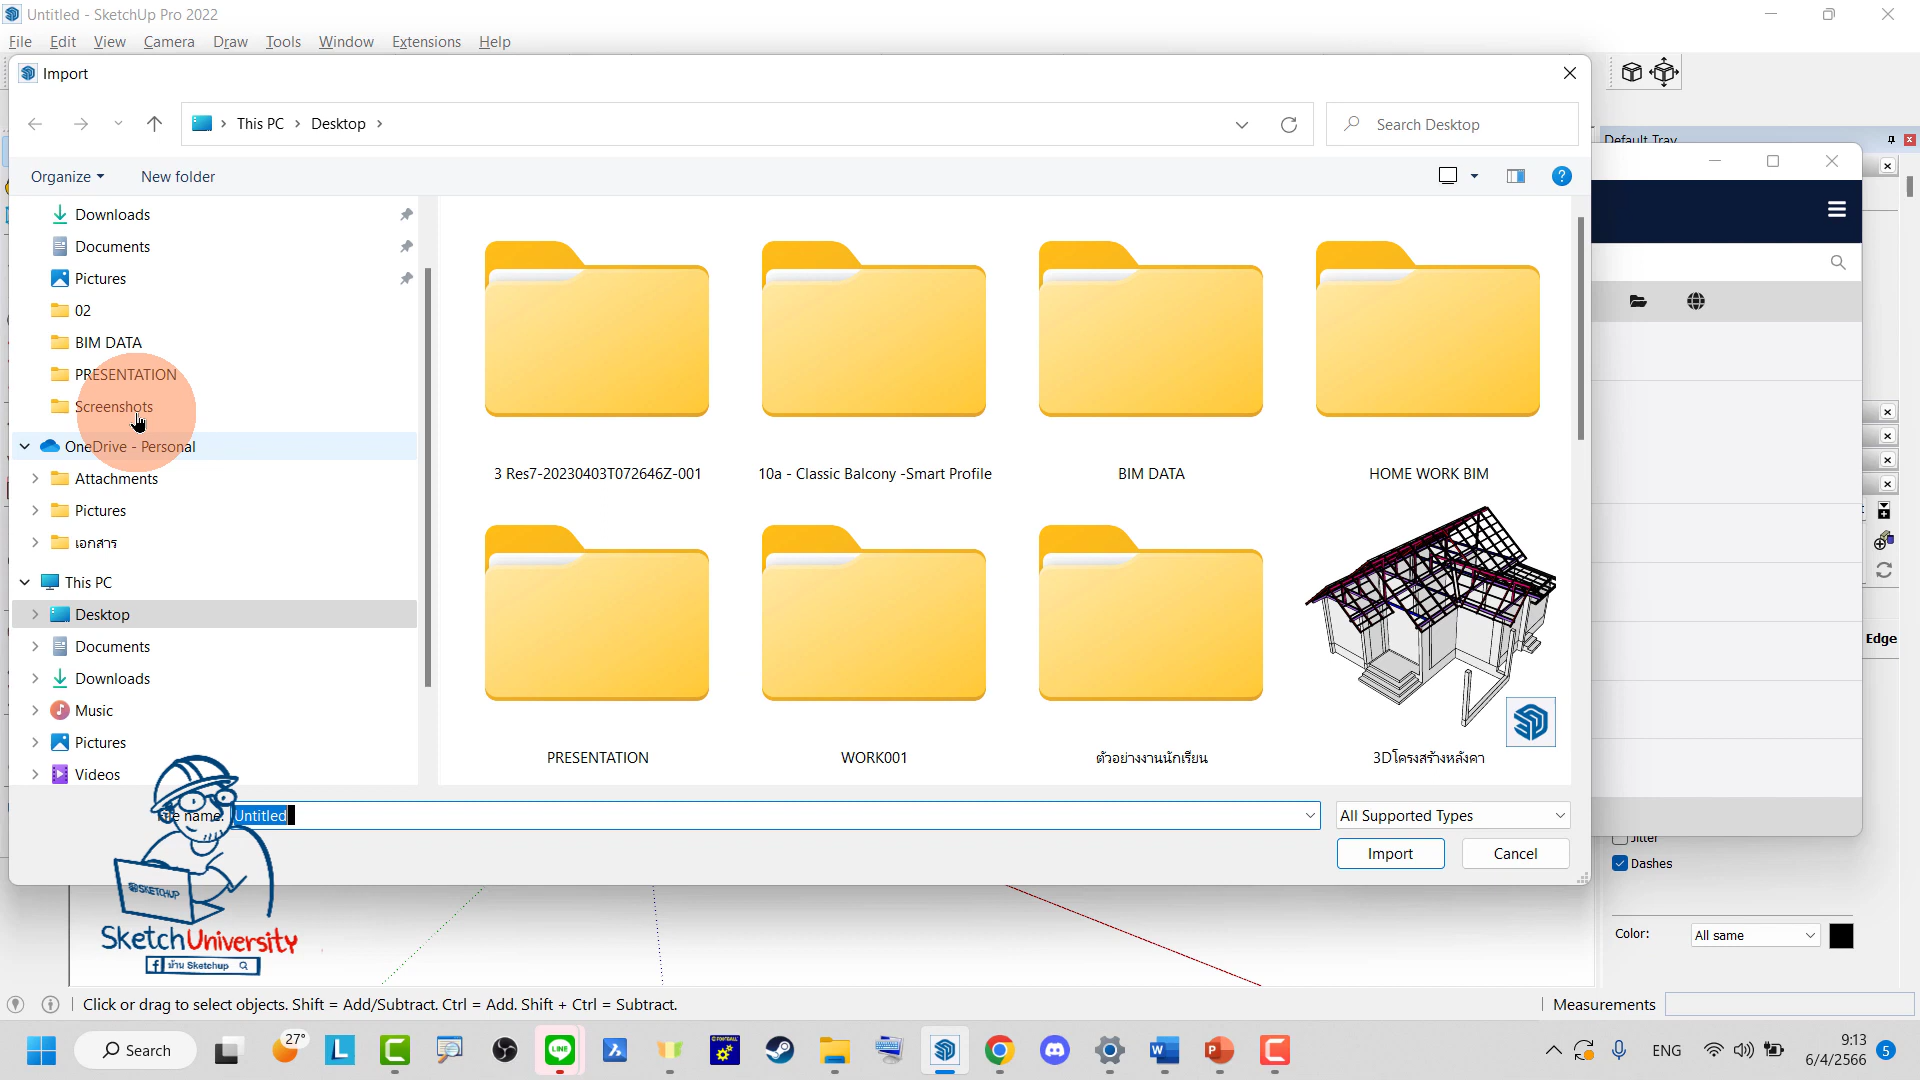 Untitled - SketchUp Pro 2022
File Edit View Camera Draw Tools Window Extensions Help
Import
This PC > Desktop >
Search Desktop
Default Tray
Organize
New folder
Downloads
Documents
Pictures
02
BIM DATA
PRESENTATION
Screenshots
OneDrive - Personal
Attachments
Pictures
เอกสาร
This PC
Desktop
Documents
Downloads
Music
Pictures
Videos
3 Res7-20230403T072646Z-001
10a - Classic Balcony -Smart Profile
BIM DATA
HOME WORK BIM
PRESENTATION
WORK001
ตัวอย่างงานนักเรียน
3Dโครงสร้างหลังคา
Edge
File name:
Untitled
All Supported Types
Import
Cancel
Jitter
Dashes
Color:
All same
SKETCHUP
SketchUniversity
บ้าน Sketchup
Click or drag to select objects. Shift = Add/Subtract. Ctrl = Add. Shift + Ctrl = Subtract.
Measurements
Search
27°
LINE
ENG
9:13
6/4/2566
5